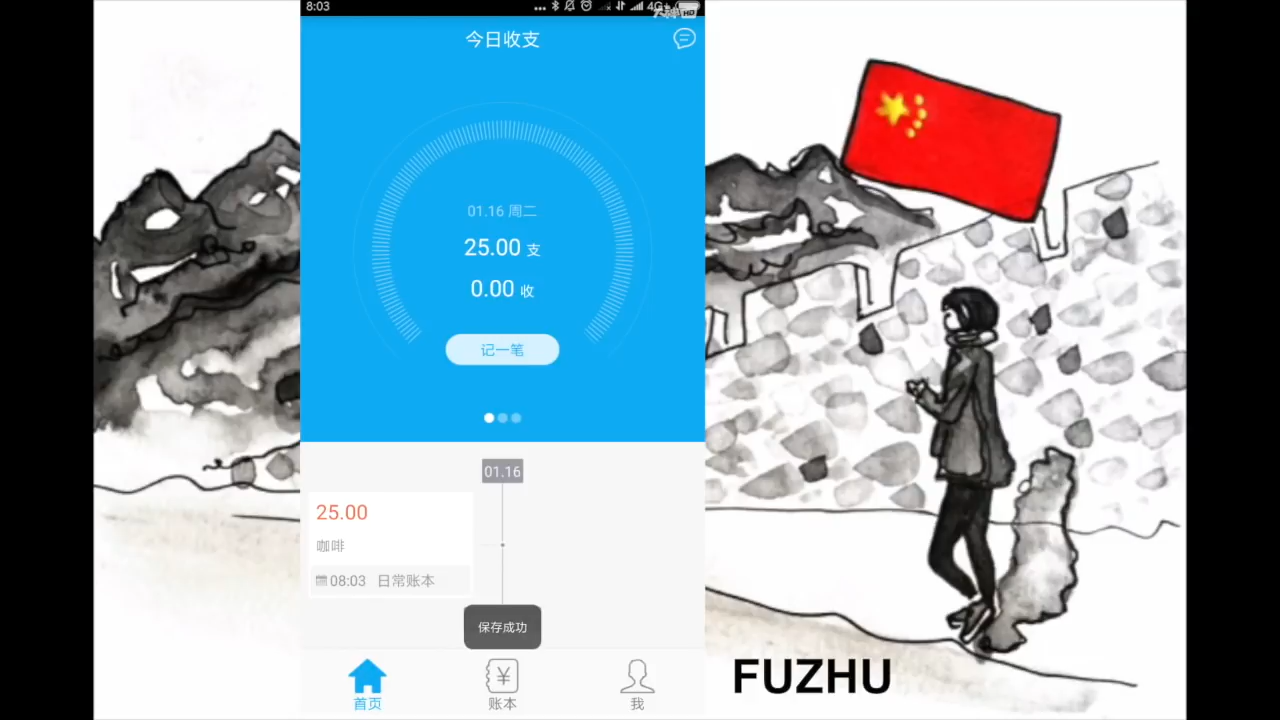 8:03
4G+
HD
今日收支
01.16 周二
25.00 支
0.00 收
记一笔
01.16
25.00
咖啡
08:03 日常账本
保存成功
首页
账本
我
FUZHU